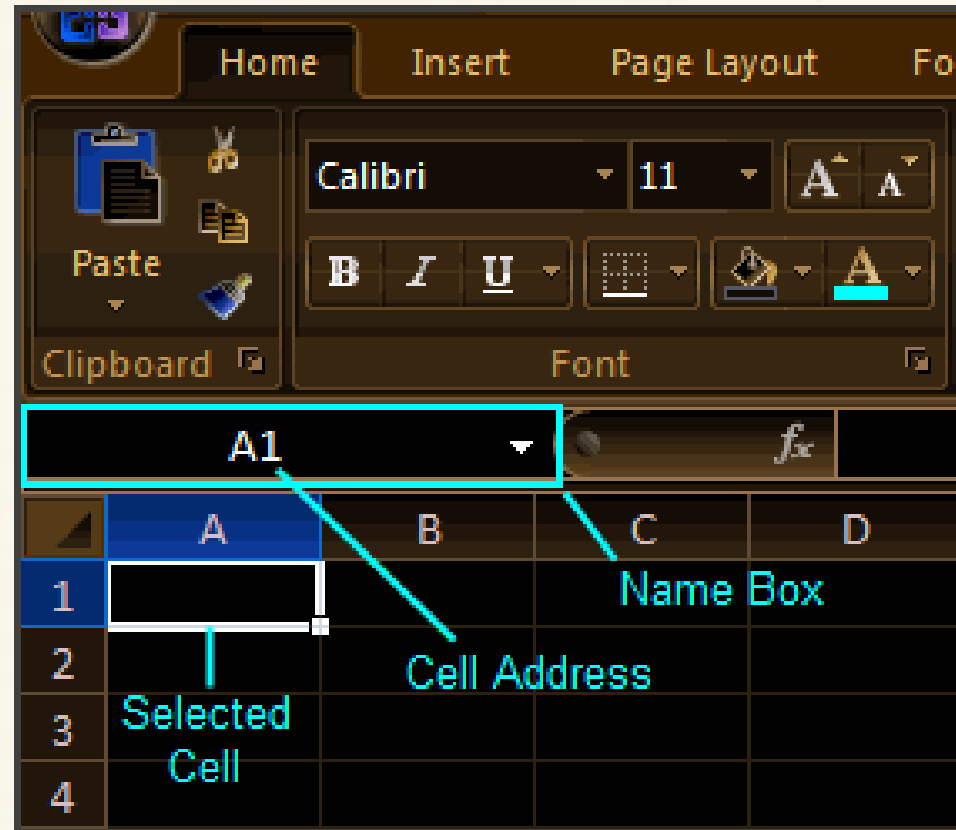 Home Insert Page Layout Fo
Calibri 11 A A
Paste B I U A
Clipboard Font
A1 fx
A B C D
1 Name Box
2 Cell Address
3 Selected
Cell
4